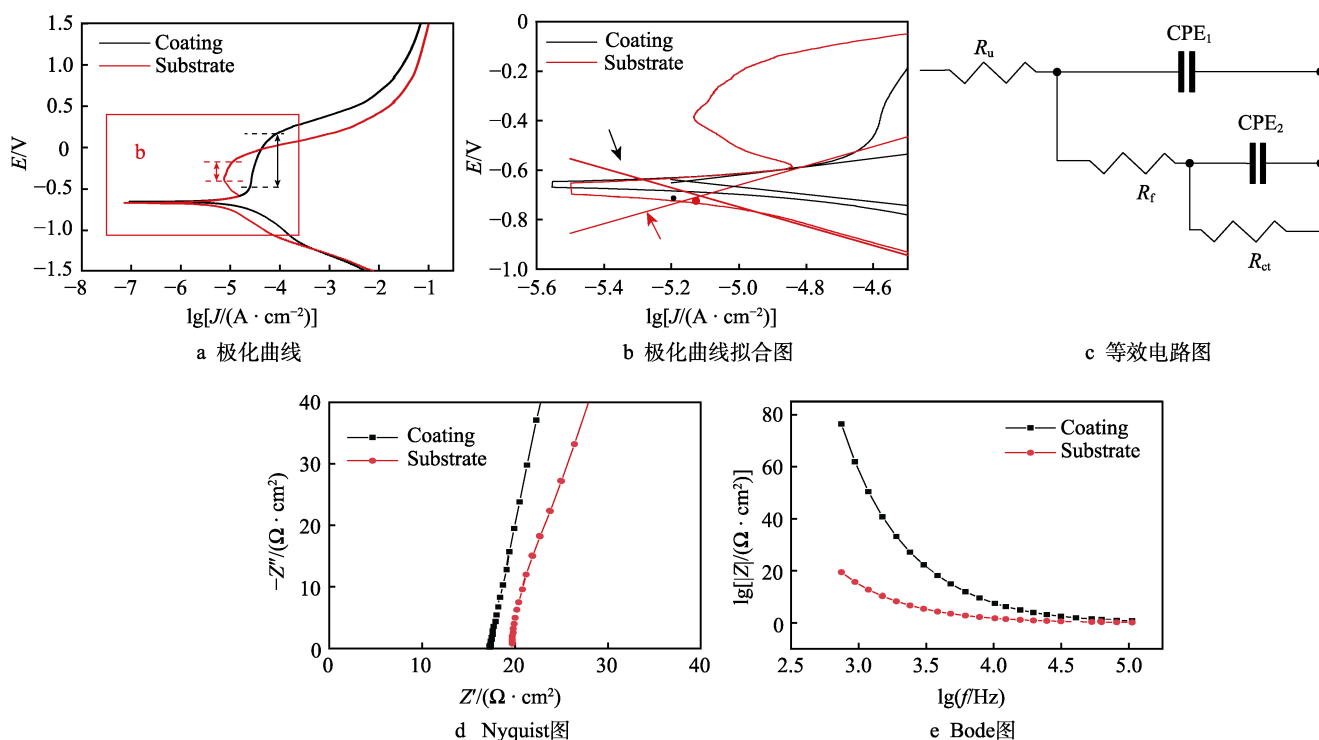 1.5
1.0
0.5
0
−0.5
−1.0
−1.5
E/V
Coating
Substrate
b
−8 −7 −6 −5 −4 −3 −2 −1
lg[J/(A · cm⁻²)]
a 极化曲线
0
−0.2
−0.4
−0.6
−0.8
−1.0
E/V
Coating
Substrate
−5.6 −5.4 −5.2 −5.0 −4.8 −4.6
lg[J/(A · cm⁻²)]
b 极化曲线拟合图
Rᵤ
CPE₁
CPE₂
R_f
R_ct
c 等效电路图
40
30
20
10
0
−Z″/(Ω · cm²)
Coating
Substrate
0 10 20 30 40
Z′/(Ω · cm²)
d Nyquist图
80
60
40
20
0
lg[|Z|/(Ω · cm²)]
Coating
Substrate
2.5 3.0 3.5 4.0 4.5 5.0
lg(f/Hz)
e Bode图